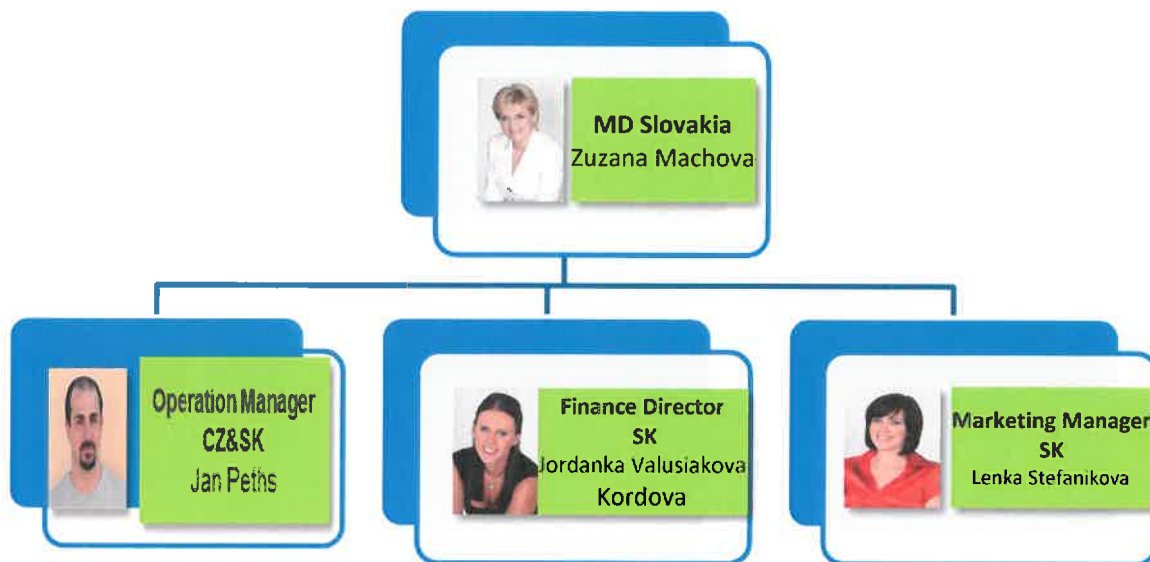 MD Slovakia
Zuzana Machova
Operation Manager
CZ&SK
Jan Peths
Finance Director
SK
Jordanka Valusiakova
Kordova
Marketing Manager
SK
Lenka Stefanikova